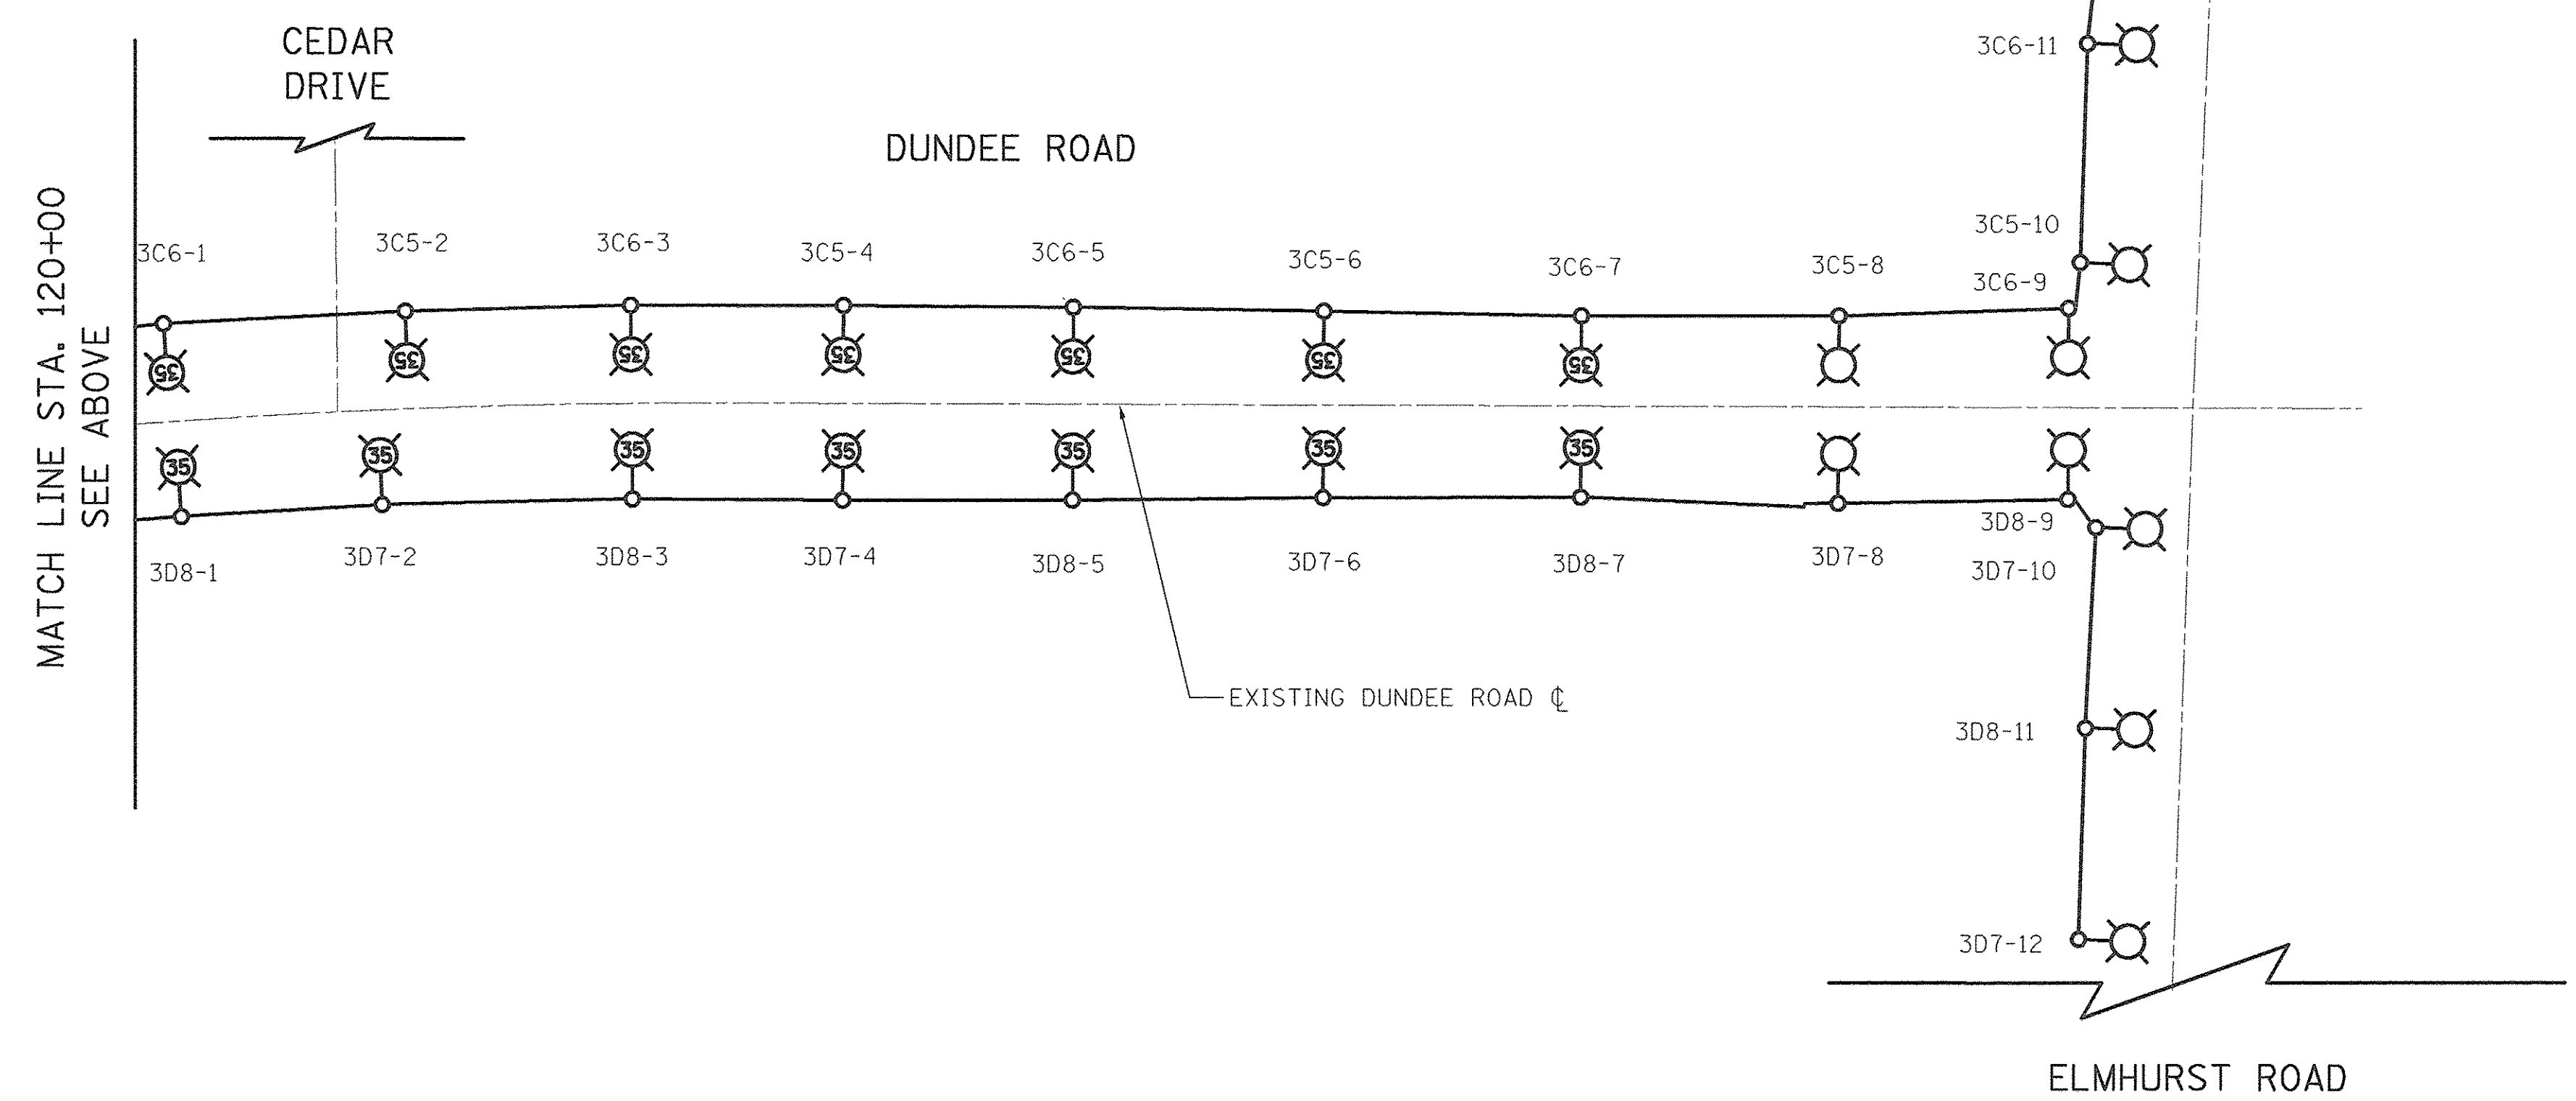 CEDAR
DRIVE
DUNDEE ROAD
MATCH LINE STA. 120+00
SEE ABOVE
3C6-11
3C5-10
3C6-9
3C6-1
3C5-2
3C6-3
3C5-4
3C6-5
3C5-6
3C6-7
3C5-8
35
35
35
35
35
35
35
35
35
35
35
35
35
35
3D8-1
3D7-2
3D8-3
3D7-4
3D8-5
3D7-6
3D8-7
3D7-8
3D8-9
3D7-10
EXISTING DUNDEE ROAD ℄
3D8-11
3D7-12
ELMHURST ROAD